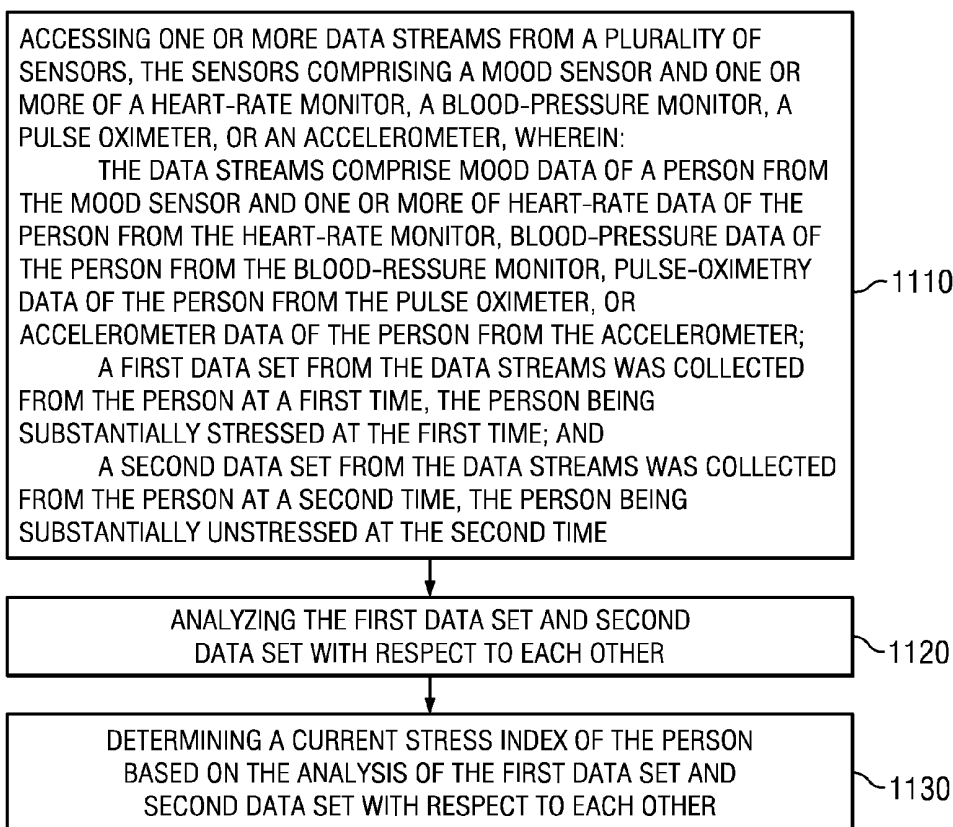 ACCESSING ONE OR MORE DATA STREAMS FROM A PLURALITY OF
SENSORS, THE SENSORS COMPRISING A MOOD SENSOR AND ONE OR
MORE OF A HEART-RATE MONITOR, A BLOOD-PRESSURE MONITOR, A
PULSE OXIMETER, OR AN ACCELEROMETER, WHEREIN:
THE DATA STREAMS COMPRISE MOOD DATA OF A PERSON FROM
THE MOOD SENSOR AND ONE OR MORE OF HEART-RATE DATA OF THE
PERSON FROM THE HEART-RATE MONITOR, BLOOD-PRESSURE DATA OF
THE PERSON FROM THE BLOOD-RESSURE MONITOR, PULSE-OXIMETRY
DATA OF THE PERSON FROM THE PULSE OXIMETER, OR
ACCELEROMETER DATA OF THE PERSON FROM THE ACCELEROMETER;
A FIRST DATA SET FROM THE DATA STREAMS WAS COLLECTED
FROM THE PERSON AT A FIRST TIME, THE PERSON BEING
SUBSTANTIALLY STRESSED AT THE FIRST TIME; AND
A SECOND DATA SET FROM THE DATA STREAMS WAS COLLECTED
FROM THE PERSON AT A SECOND TIME, THE PERSON BEING
SUBSTANTIALLY UNSTRESSED AT THE SECOND TIME
1110
ANALYZING THE FIRST DATA SET AND SECOND
DATA SET WITH RESPECT TO EACH OTHER
1120
DETERMINING A CURRENT STRESS INDEX OF THE PERSON
BASED ON THE ANALYSIS OF THE FIRST DATA SET AND
SECOND DATA SET WITH RESPECT TO EACH OTHER
1130